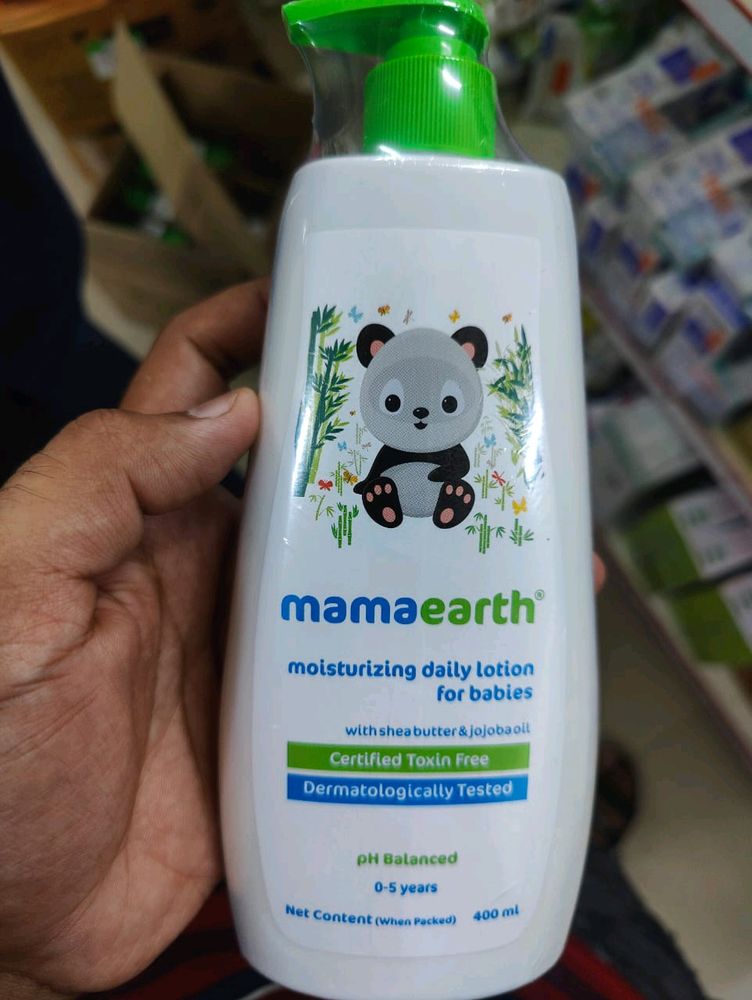 mamaearth®
moisturizing daily lotion
for babies
with shea butter & jojoba oil
Certified Toxin Free
Dermatologically Tested
pH Balanced
0-5 years
Net Content (When Packed) 400 ml